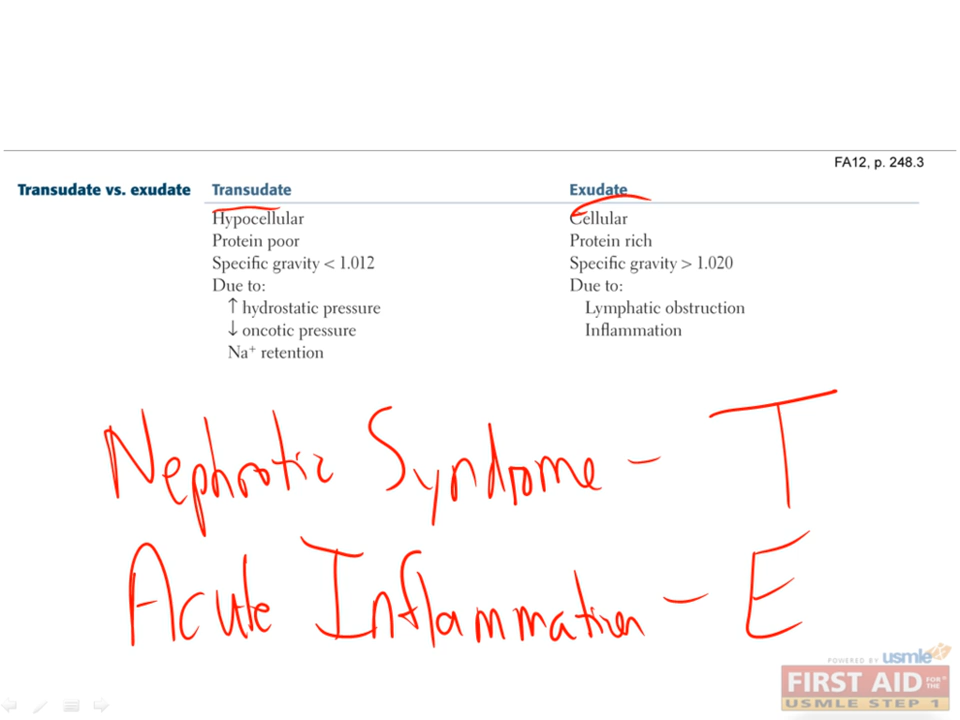 FA12, p. 248.3
Transudate vs. exudate Transudate Exudate
Hypocellular Cellular
Protein poor Protein rich
Specific gravity < 1.012 Specific gravity > 1.020
Due to: Due to:
↑ hydrostatic pressure Lymphatic obstruction
↓ oncotic pressure Inflammation
Na⁺ retention
Nephrotic Syndrome - T
Acute Inflammation - E
POWERED BY usmle
FIRST AID FOR THE
USMLE STEP 1